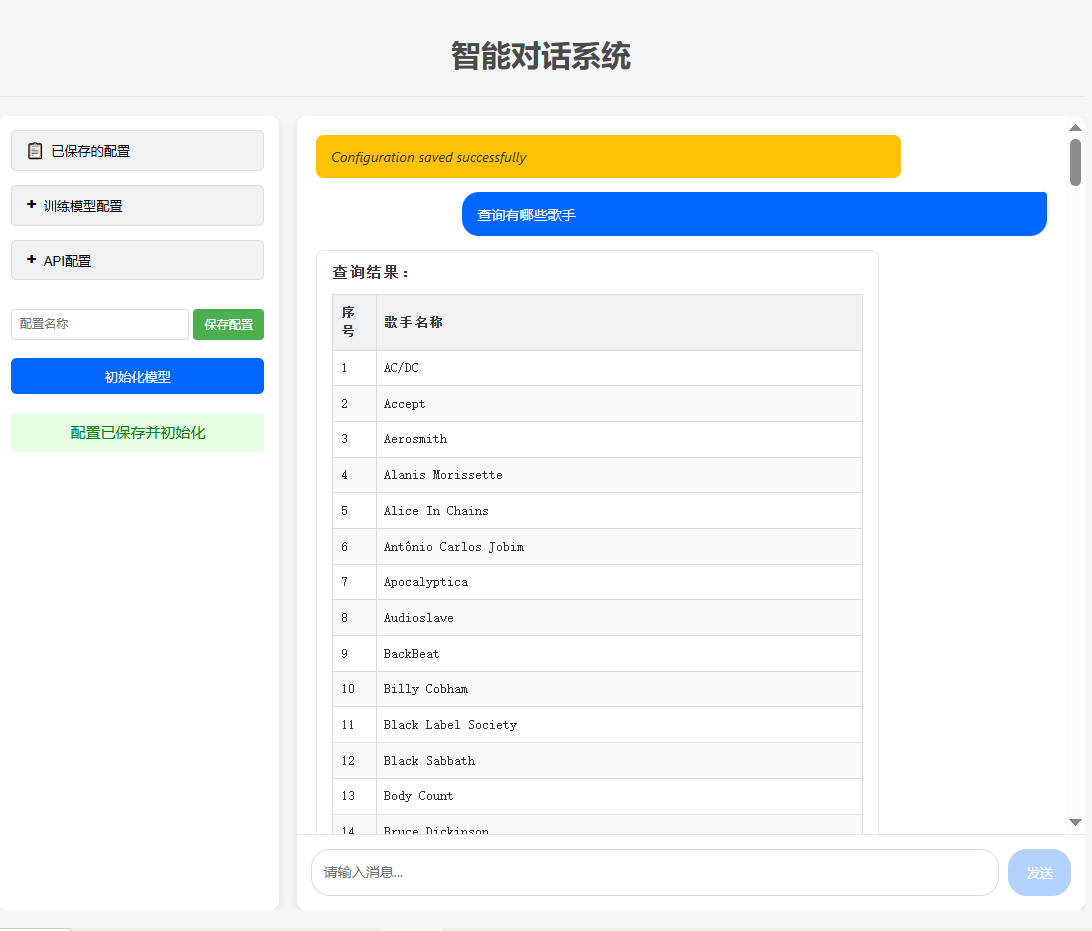 智能对话系统
已保存的配置
+ 训练模型配置
+ API配置
配置名称
保存配置
初始化模型
配置已保存并初始化
Configuration saved successfully
查询有哪些歌手
查询结果：
序号 歌手名称
1 AC/DC
2 Accept
3 Aerosmith
4 Alanis Morissette
5 Alice In Chains
6 Antônio Carlos Jobim
7 Apocalyptica
8 Audioslave
9 BackBeat
10 Billy Cobham
11 Black Label Society
12 Black Sabbath
13 Body Count
14 Bruce Dickinson
请输入消息...
发送